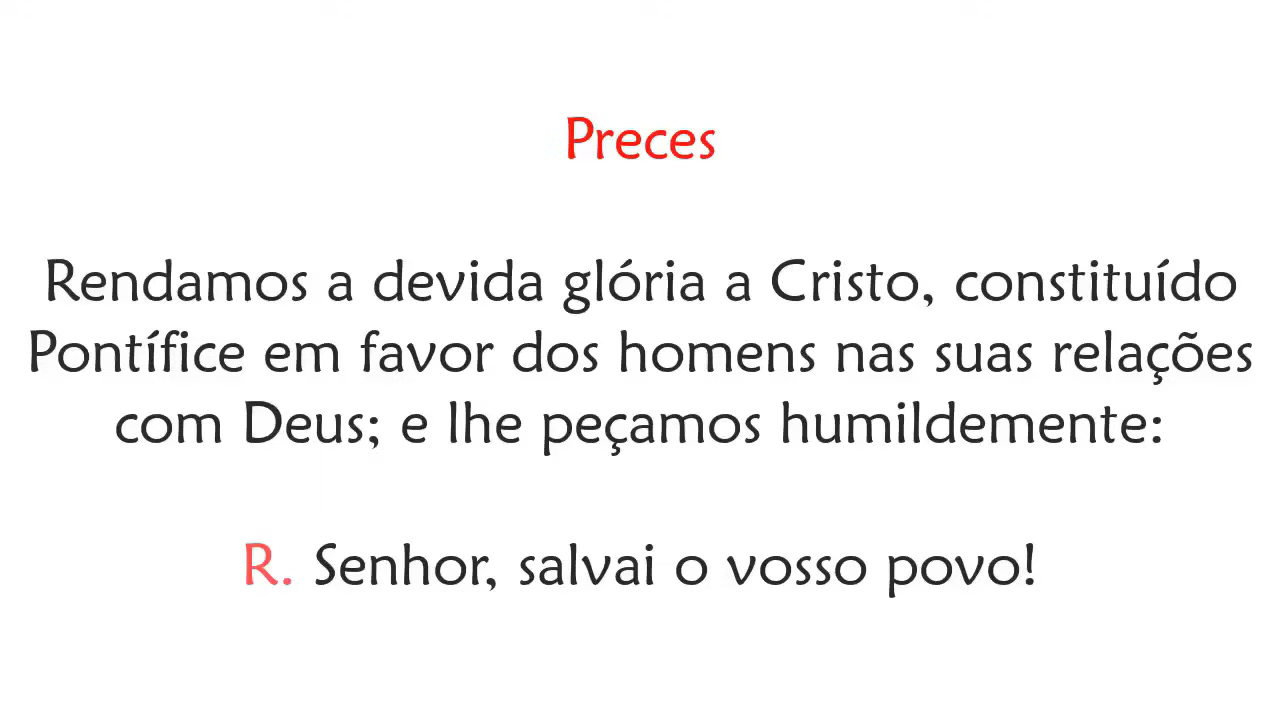 Preces
Rendamos a devida glória a Cristo, constituído
Pontífice em favor dos homens nas suas relações
com Deus; e lhe peçamos humildemente:
R. Senhor, salvai o vosso povo!